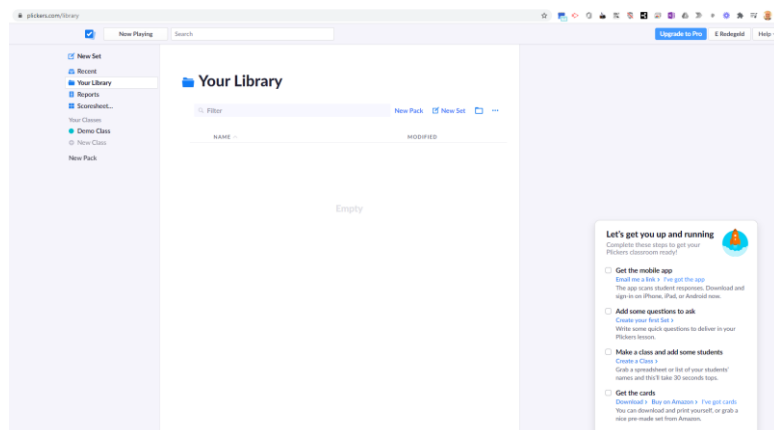 plickers.com/library
Now Playing
Search
Upgrade to Pro
E Redegeld
Help
New Set
Recent
Your Library
Reports
Scoresheet...
Your Classes
Demo Class
New Class
New Pack
Your Library
Filter
New Pack
New Set
NAME
MODIFIED
Empty
Let's get you up and running
Complete these steps to get your
Plickers classroom ready!
Get the mobile app
Email me a link > I've got the app
The app scans student responses. Download and
sign-in on iPhone, iPad, or Android now.
Add some questions to ask
Create your first Set >
Write some quick questions to deliver in your
Plickers lesson.
Make a class and add some students
Create a Class >
Grab a spreadsheet or list of your students'
names and this'll take 30 seconds tops.
Get the cards
Download > Buy on Amazon > I've got cards
You can download and print yourself, or grab a
nice pre-made set from Amazon.